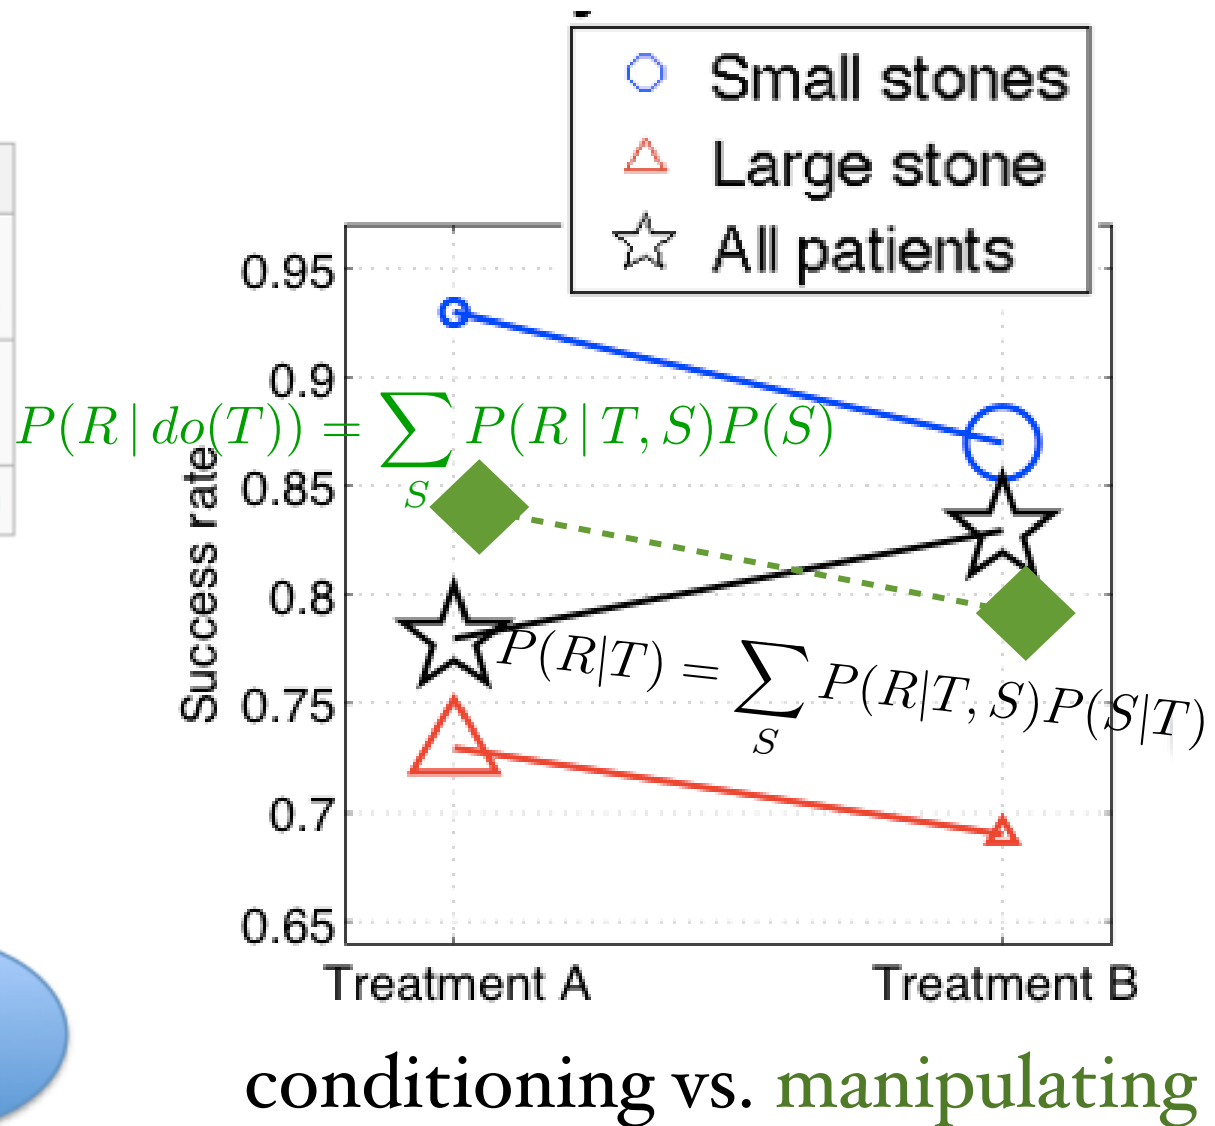 Small stones
Large stone
All patients
0.95
0.9
P(R | do(T)) = ∑_S P(R | T, S)P(S)
0.85
0.8
P(R|T) = ∑_S P(R|T, S)P(S|T)
0.75
0.7
0.65
Success rate
Treatment A Treatment B
conditioning vs. manipulating